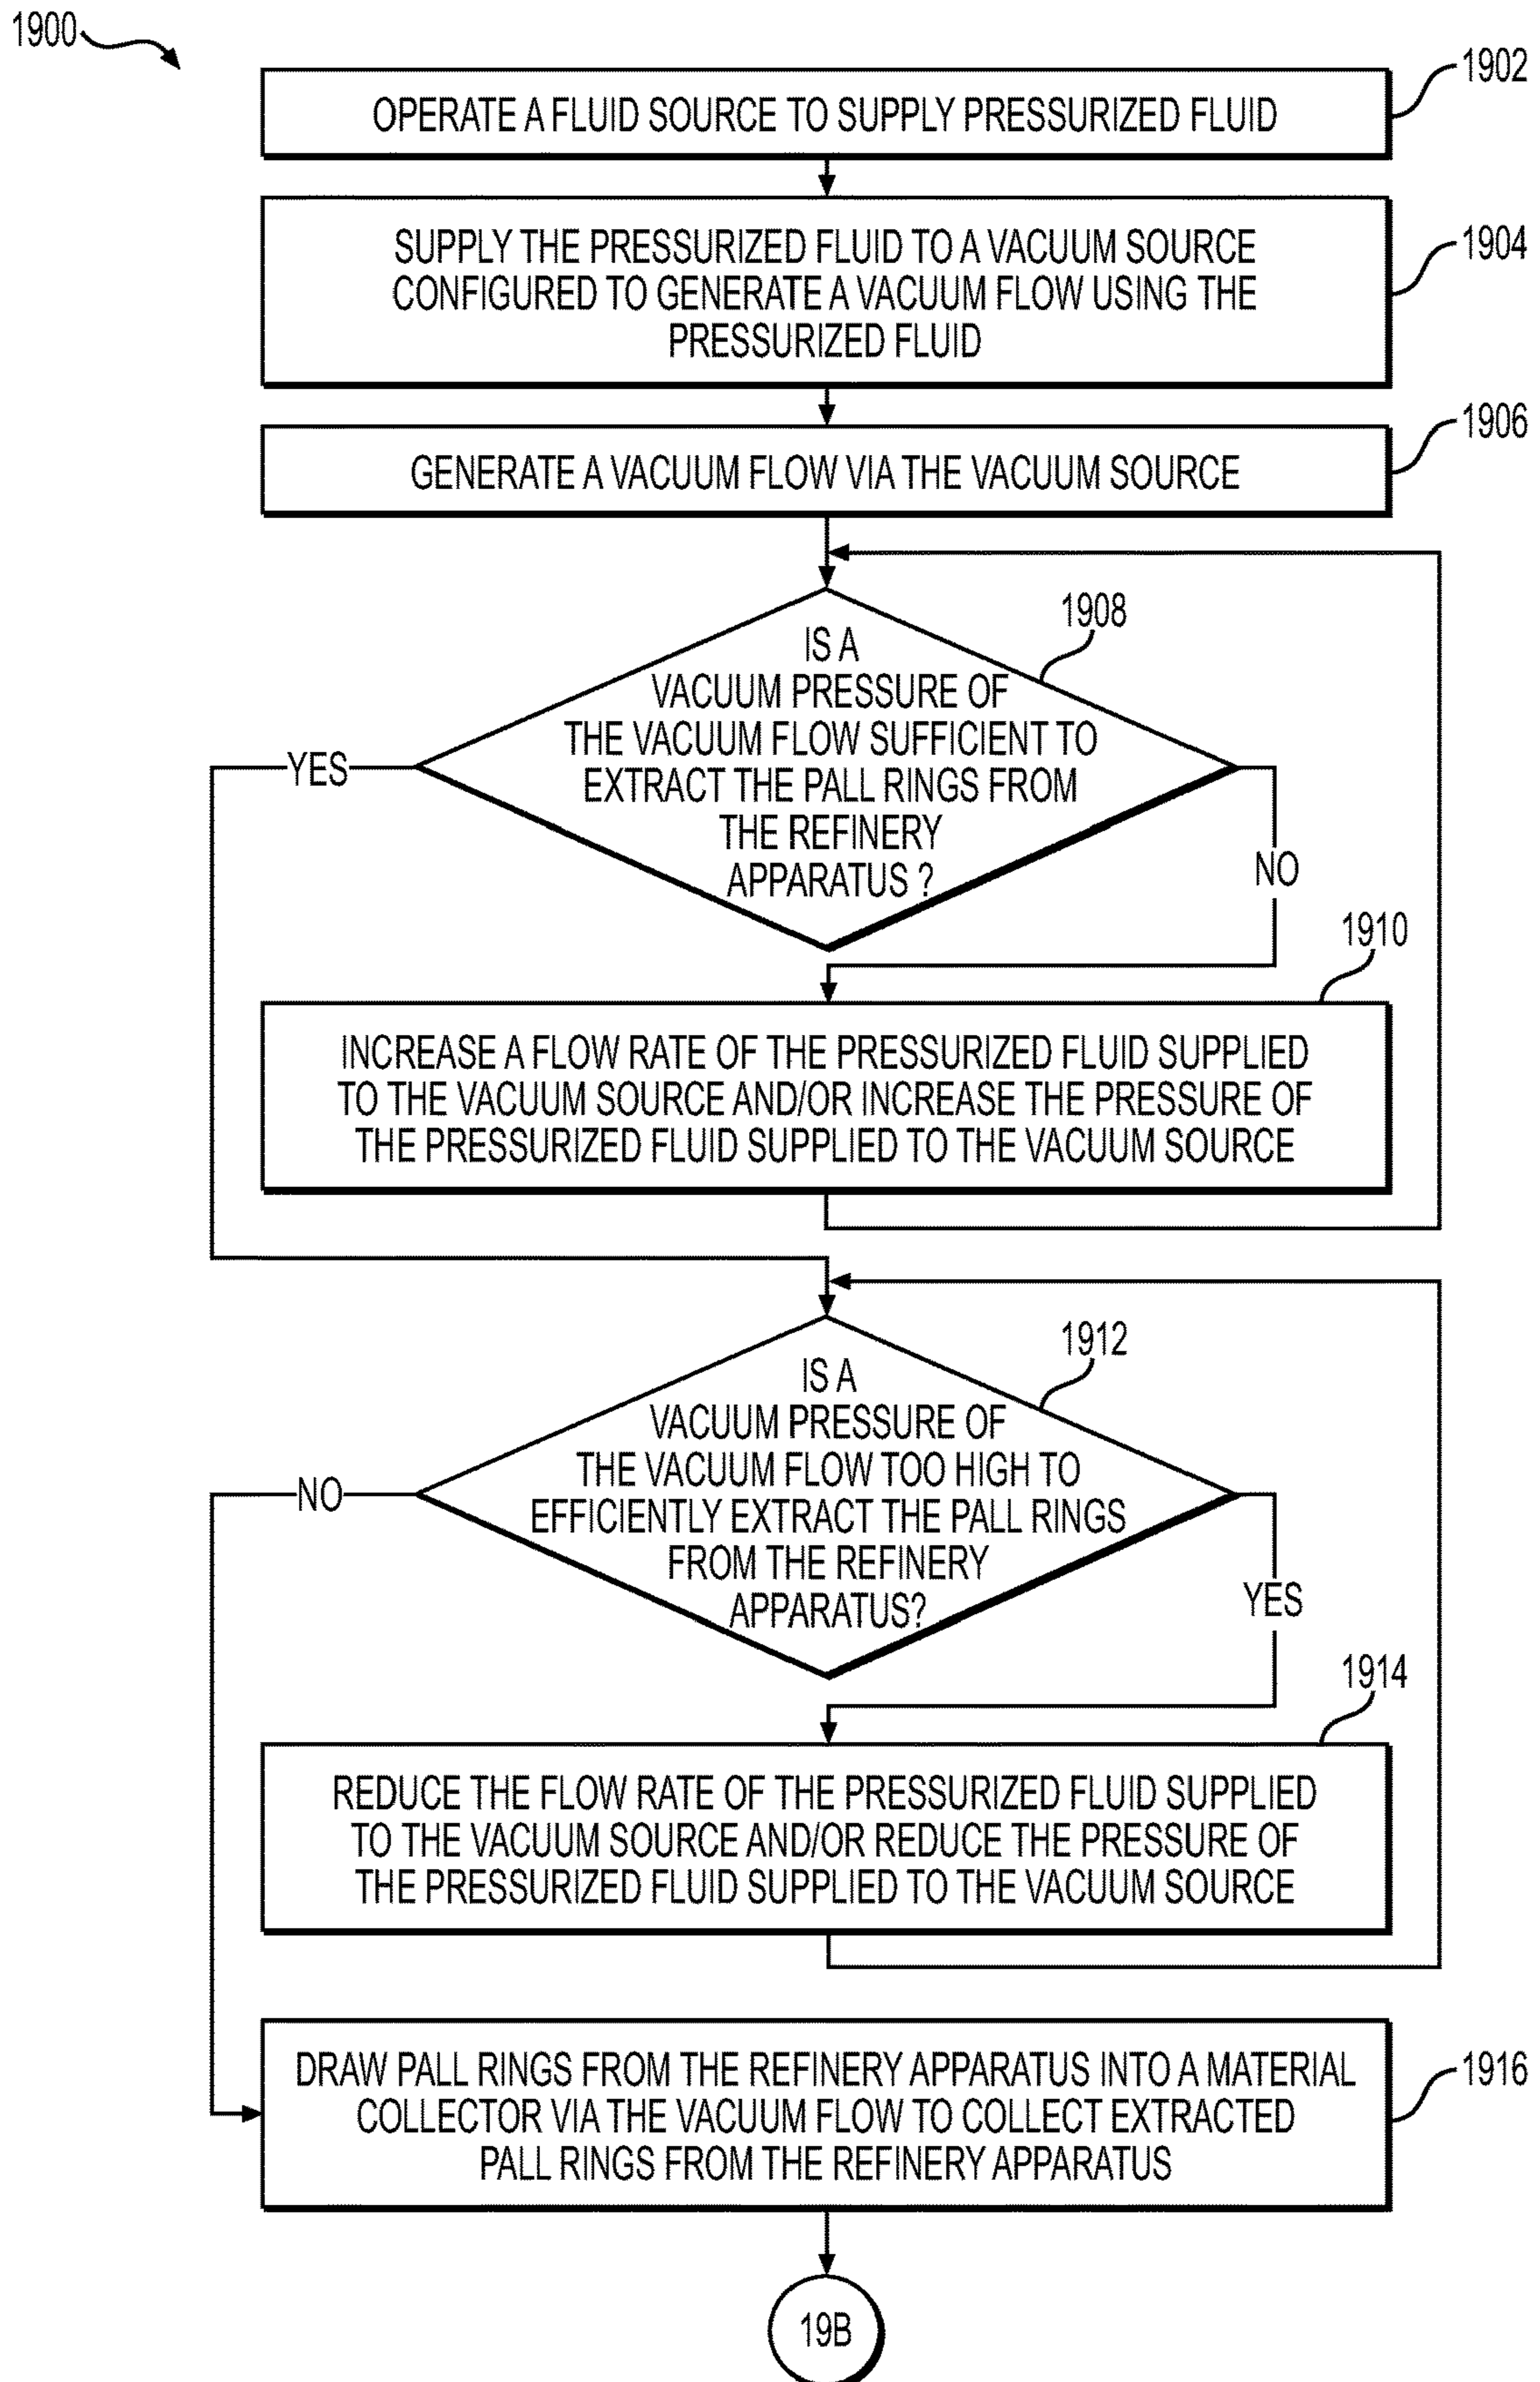 1900
1902
OPERATE A FLUID SOURCE TO SUPPLY PRESSURIZED FLUID
SUPPLY THE PRESSURIZED FLUID TO A VACUUM SOURCE
CONFIGURED TO GENERATE A VACUUM FLOW USING THE
PRESSURIZED FLUID
1904
1906
GENERATE A VACUUM FLOW VIA THE VACUUM SOURCE
1908
IS A
VACUUM PRESSURE OF
THE VACUUM FLOW SUFFICIENT TO
EXTRACT THE PALL RINGS FROM
THE REFINERY
APPARATUS ?
YES
NO
1910
INCREASE A FLOW RATE OF THE PRESSURIZED FLUID SUPPLIED
TO THE VACUUM SOURCE AND/OR INCREASE THE PRESSURE OF
THE PRESSURIZED FLUID SUPPLIED TO THE VACUUM SOURCE
1912
IS A
VACUUM PRESSURE OF
THE VACUUM FLOW TOO HIGH TO
EFFICIENTLY EXTRACT THE PALL RINGS
FROM THE REFINERY
APPARATUS?
NO
YES
1914
REDUCE THE FLOW RATE OF THE PRESSURIZED FLUID SUPPLIED
TO THE VACUUM SOURCE AND/OR REDUCE THE PRESSURE OF
THE PRESSURIZED FLUID SUPPLIED TO THE VACUUM SOURCE
DRAW PALL RINGS FROM THE REFINERY APPARATUS INTO A MATERIAL
COLLECTOR VIA THE VACUUM FLOW TO COLLECT EXTRACTED
PALL RINGS FROM THE REFINERY APPARATUS
1916
19B